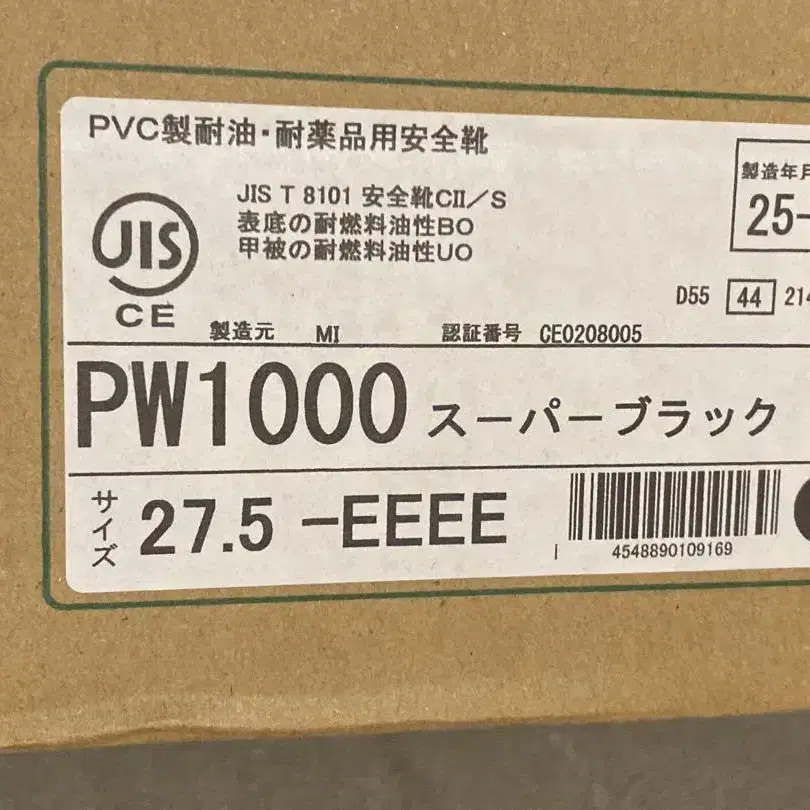 PVC製耐油・耐薬品用安全靴
JIS T 8101 安全靴CII／S
表底の耐燃料油性BO
甲被の耐燃料油性UO
JIS
CE
製造年月
25-
D55 44 214
製造元 MI 認証番号 CE0208005
PW1000 スーパーブラック
サイズ 27.5 -EEEE
4548890109169